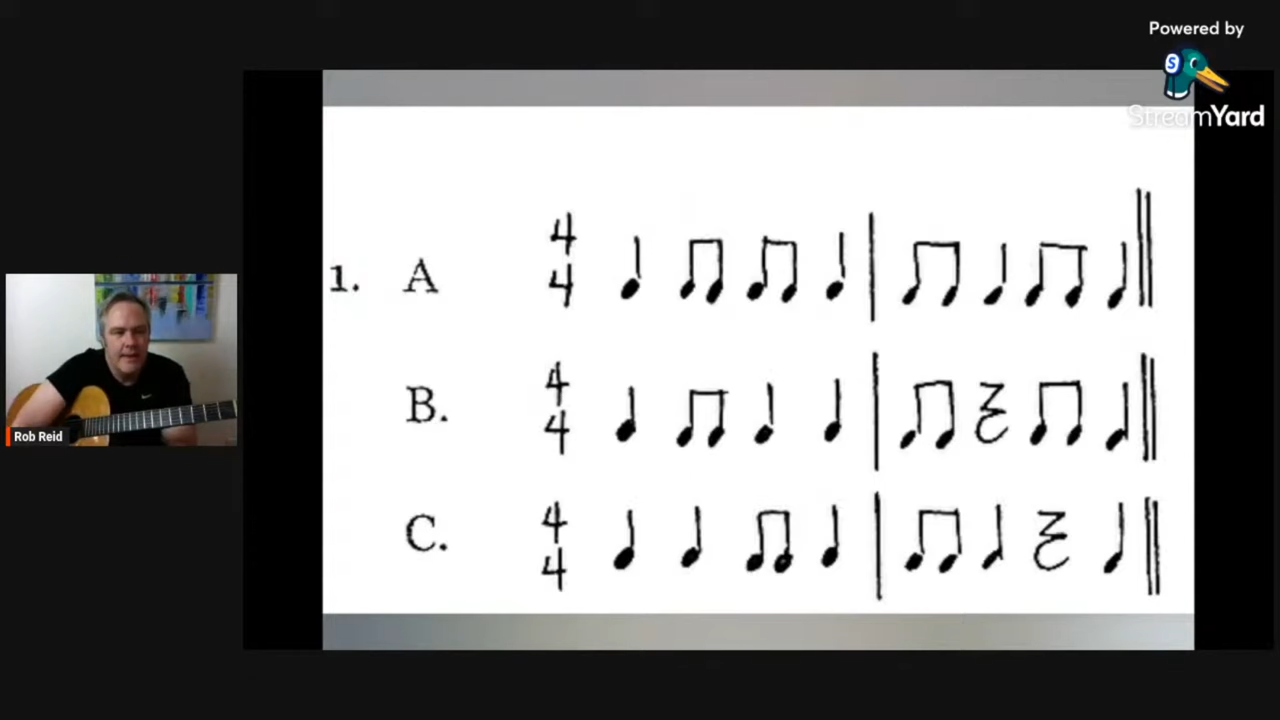 Powered by
StreamYard
1. A 4/4
B. 4/4
C. 4/4
Rob Reid